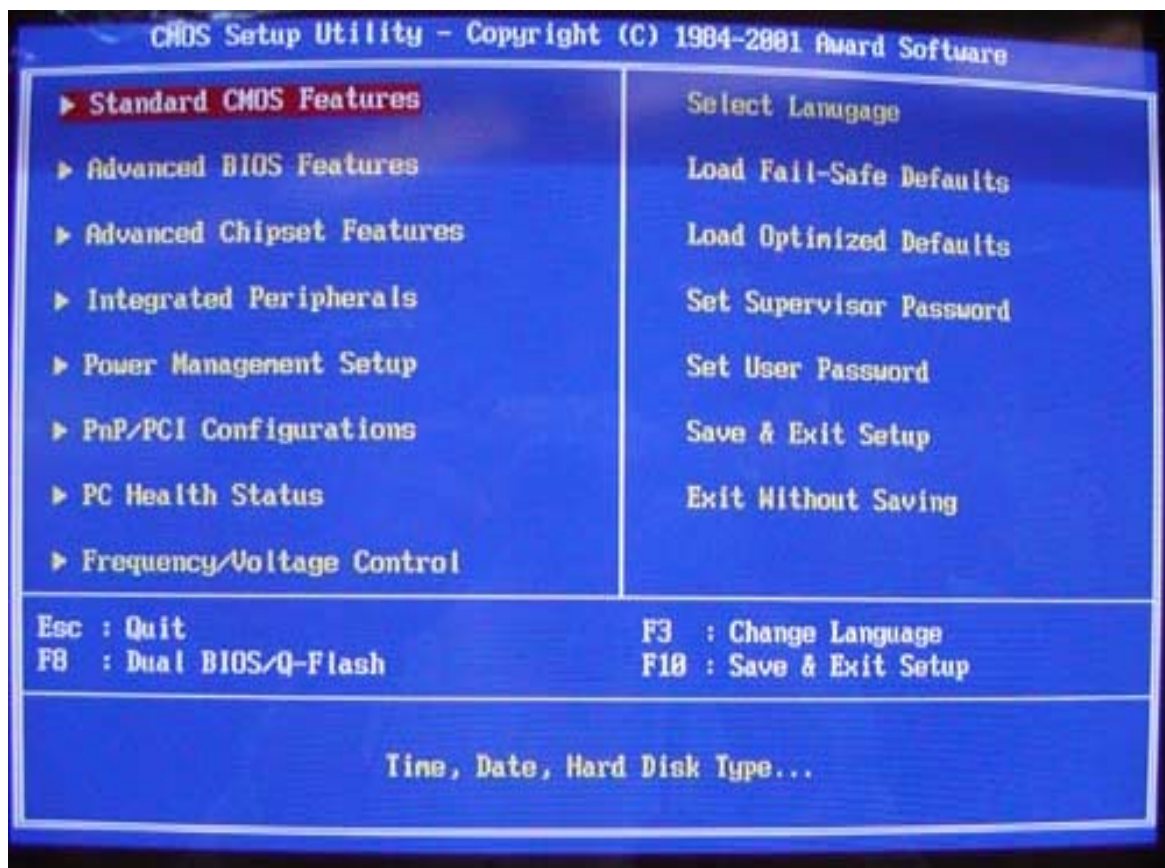 CMOS Setup Utility - Copyright (C) 1984-2001 Award Software
▶ Standard CMOS Features
▶ Advanced BIOS Features
▶ Advanced Chipset Features
▶ Integrated Peripherals
▶ Power Management Setup
▶ PnP/PCI Configurations
▶ PC Health Status
▶ Frequency/Voltage Control
Select Lanugage
Load Fail-Safe Defaults
Load Optimized Defaults
Set Supervisor Password
Set User Password
Save & Exit Setup
Exit Without Saving
Esc : Quit
F8 : Dual BIOS/Q-Flash
F3 : Change Language
F10 : Save & Exit Setup
Time, Date, Hard Disk Type...